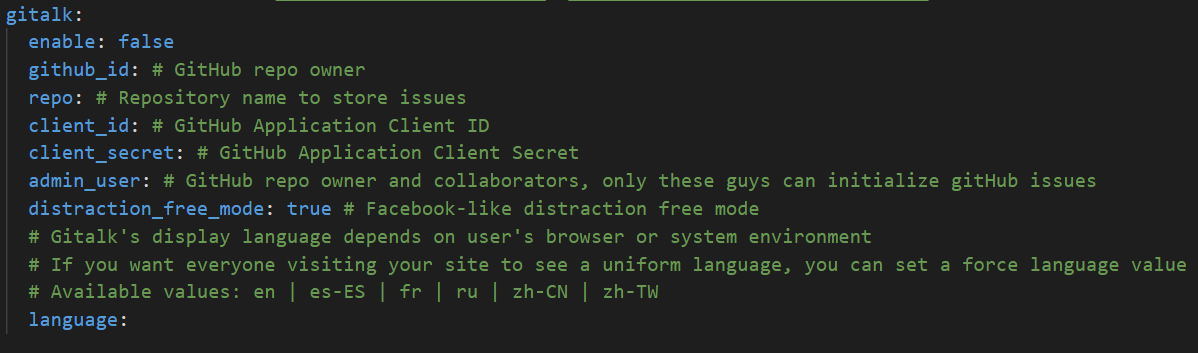 gitalk:
enable: false
github_id: # GitHub repo owner
repo: # Repository name to store issues
client_id: # GitHub Application Client ID
client_secret: # GitHub Application Client Secret
admin_user: # GitHub repo owner and collaborators, only these guys can initialize gitHub issues
distraction_free_mode: true # Facebook-like distraction free mode
# Gitalk's display language depends on user's browser or system environment
# If you want everyone visiting your site to see a uniform language, you can set a force language value
# Available values: en | es-ES | fr | ru | zh-CN | zh-TW
language: